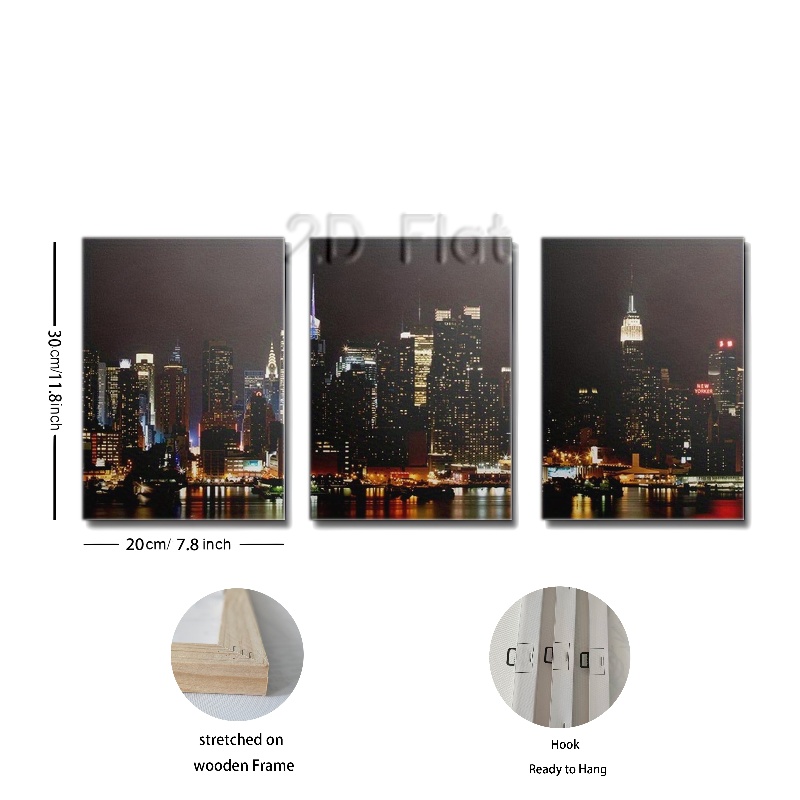 2D Flat
30cm/11.8inch
NEW
YORKER
20cm/ 7.8 inch
stretched on
wooden Frame
Hook
Ready to Hang